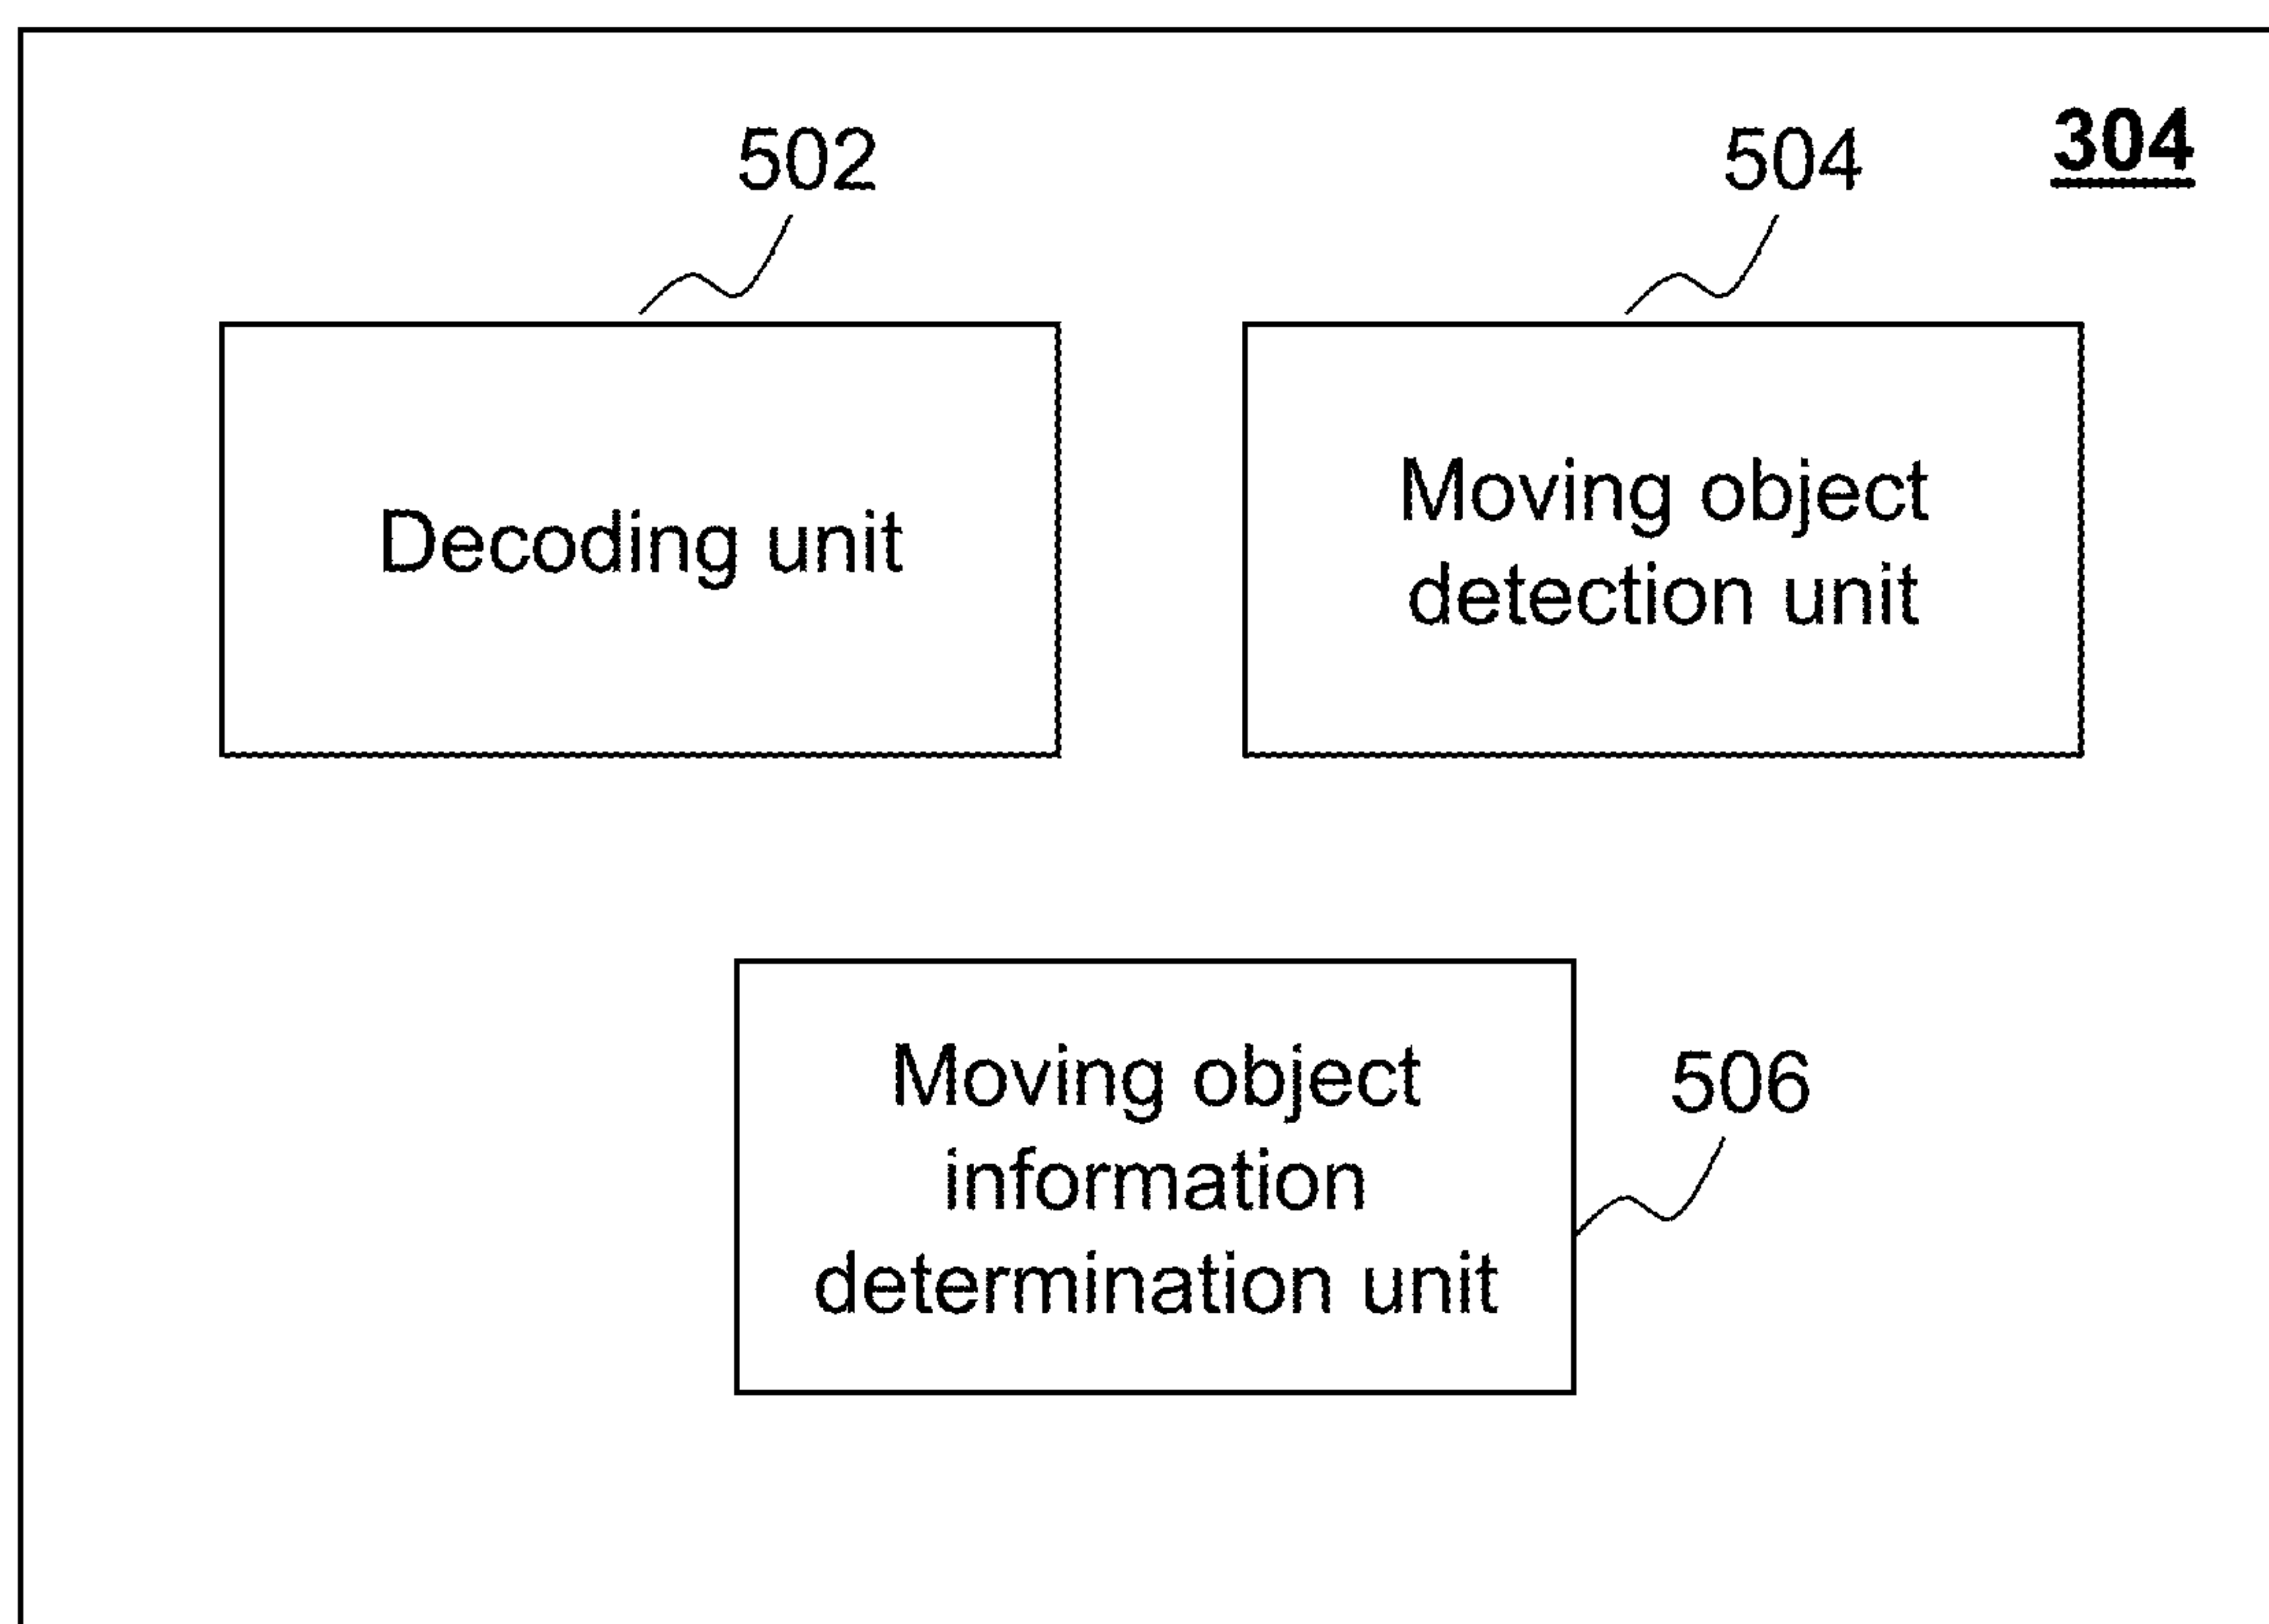 304
502
504
Decoding unit
Moving object
detection unit
Moving object
information
determination unit
506